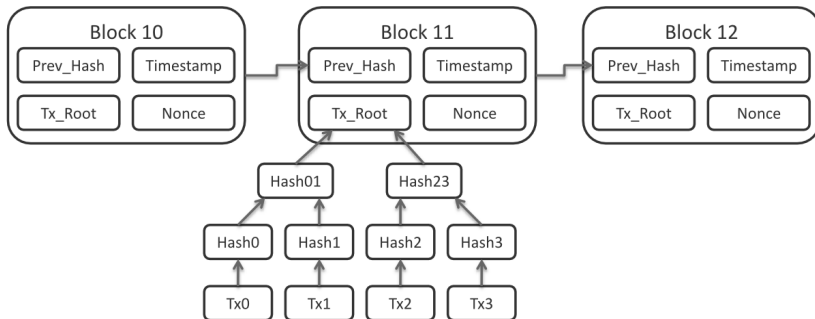 Block 10
Block 11
Block 12
Prev_Hash
Timestamp
Prev_Hash
Timestamp
Prev_Hash
Timestamp
Tx_Root
Nonce
Tx_Root
Nonce
Tx_Root
Nonce
Hash01
Hash23
Hash0
Hash1
Hash2
Hash3
Tx0
Tx1
Tx2
Tx3